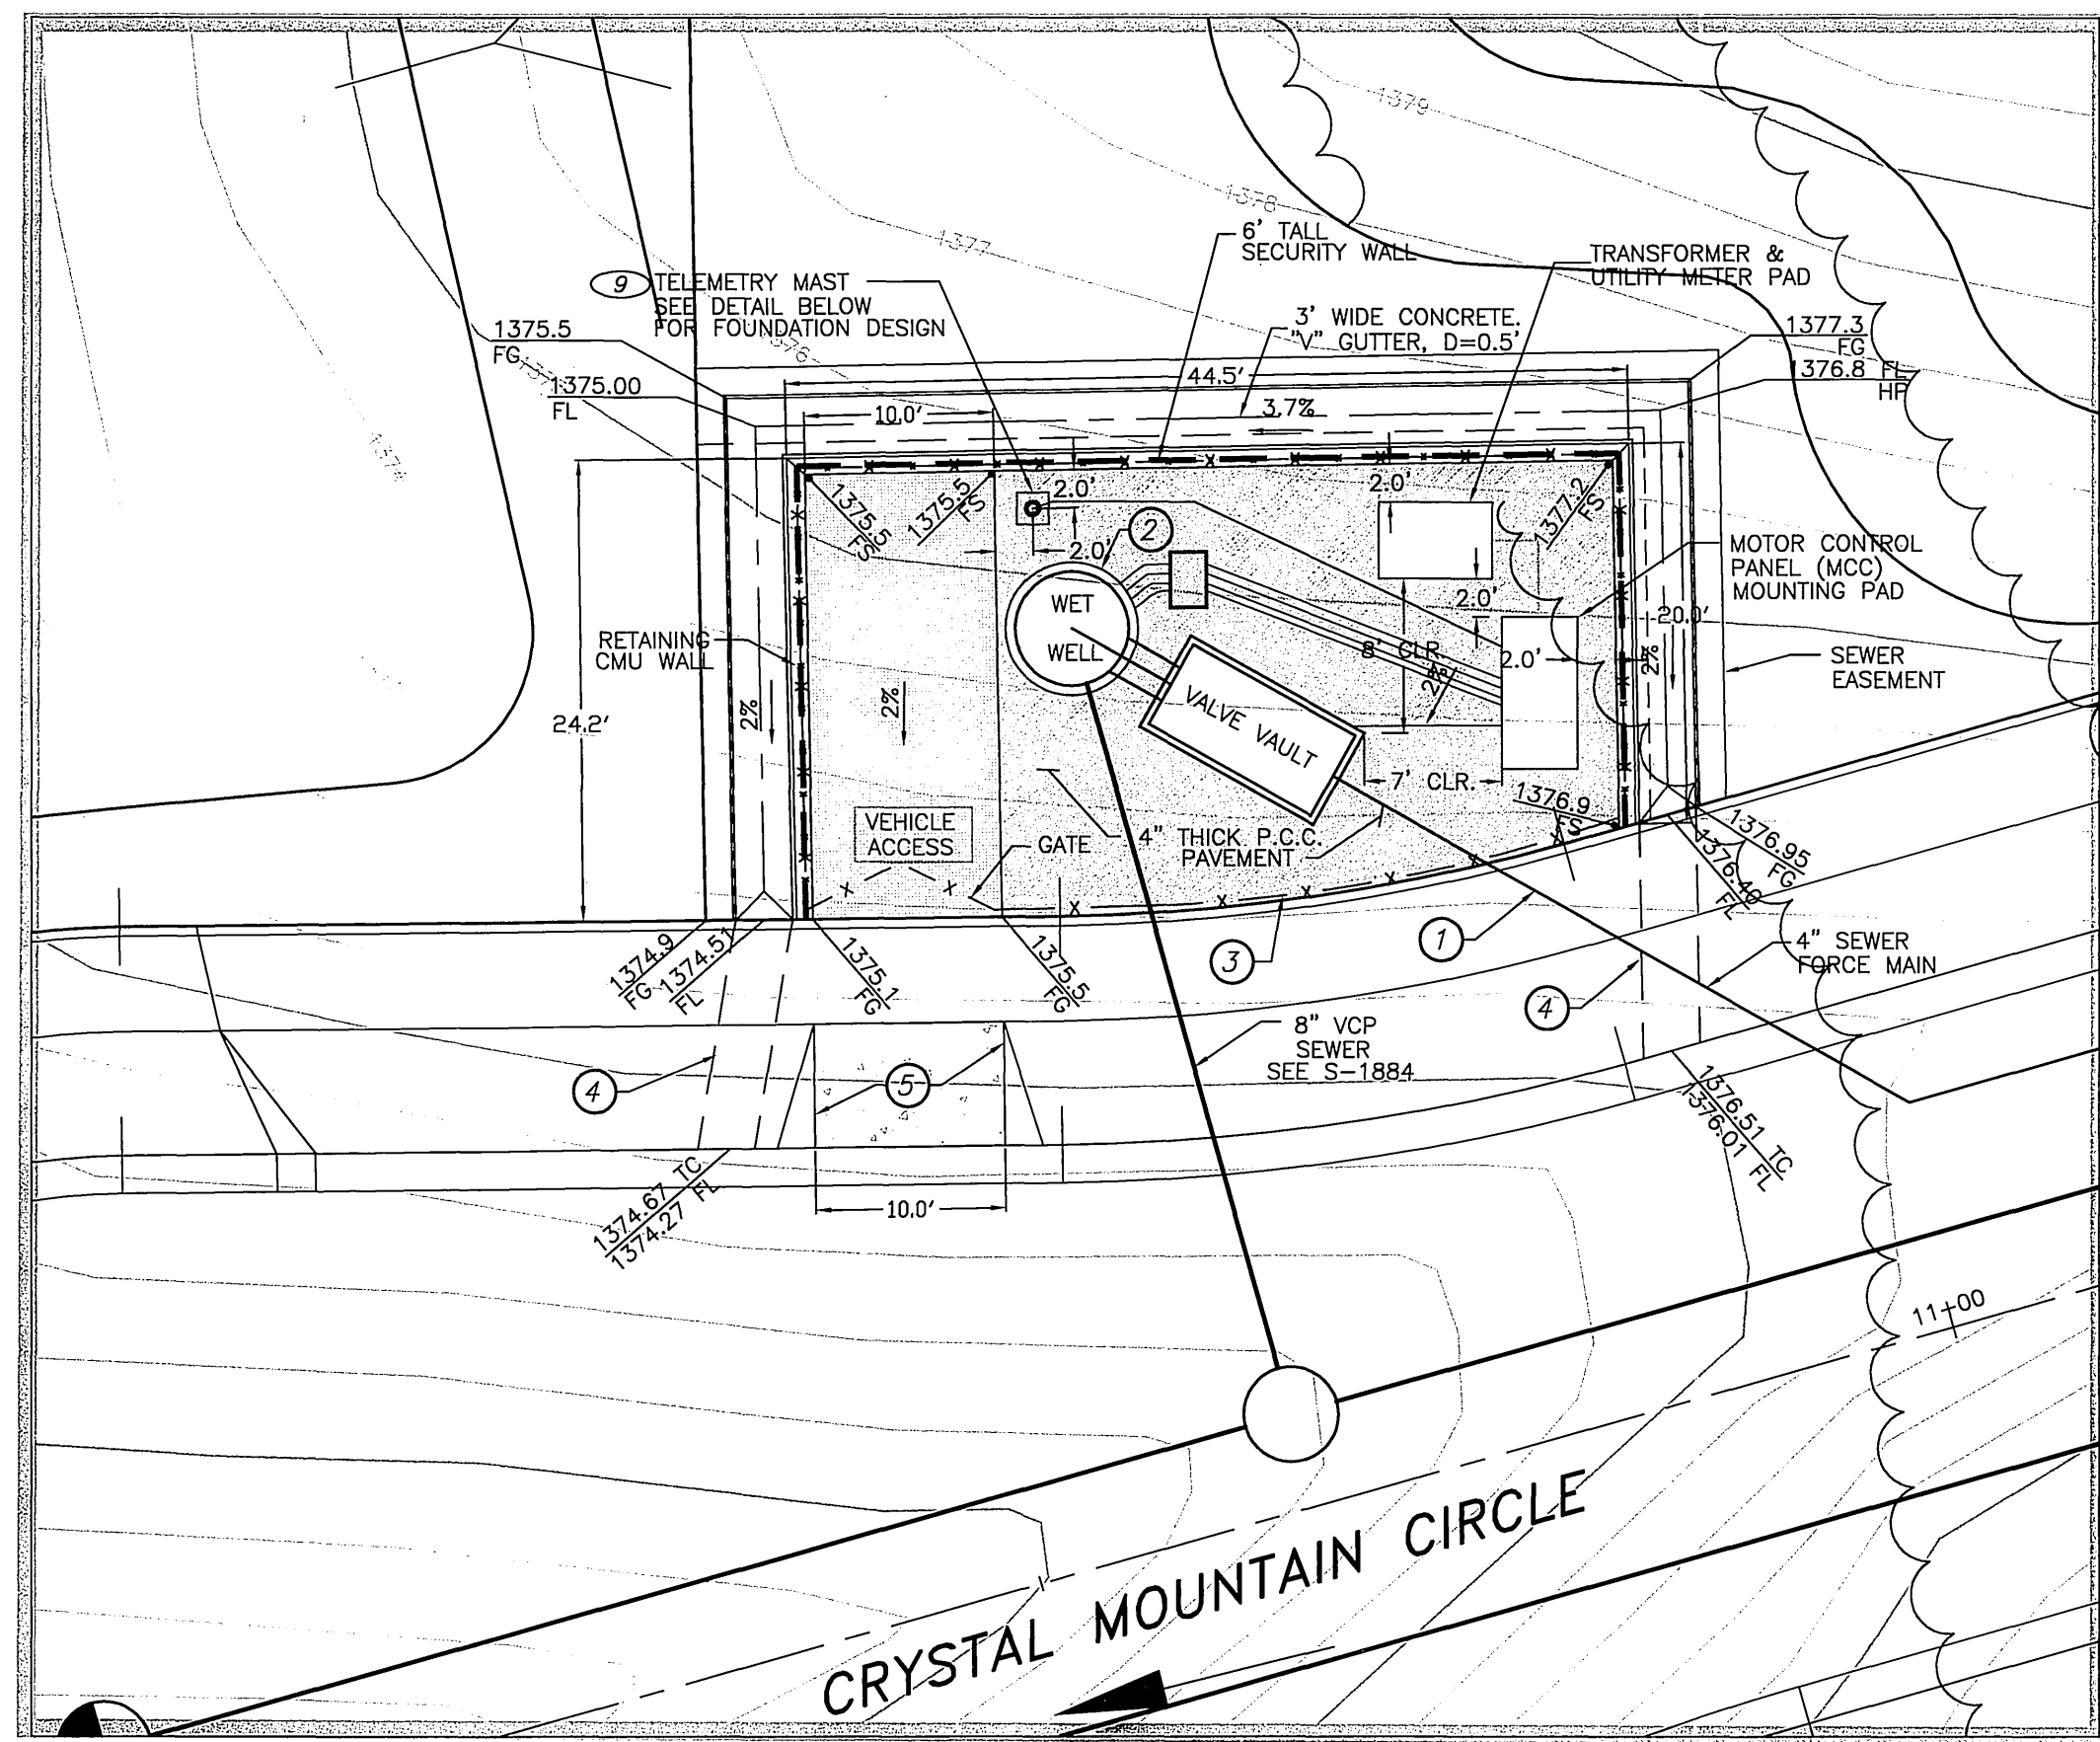 1379
1378
1377
6' TALL
SECURITY WALL
TRANSFORMER &
UTILITY METER PAD
9
TELEMETRY MAST
SEE DETAIL BELOW
FOR FOUNDATION DESIGN
3' WIDE CONCRETE.
"V" GUTTER, D=0.5'
1375.5
FG
1377.3
FG
1376.8 FL
HP
1375.00
FL
44.5'
10.0'
3.7%
1374
1375.5
FS
1375.5
FS
2.0'
2.0'
1377.2
FS
2
2.0'
MOTOR CONTROL
PANEL (MCC)
MOUNTING PAD
WET
WELL
2.0'
20.0'
RETAINING
CMU WALL
8' CLR.
2.0'
2%
SEWER
EASEMENT
24.2'
2%
2%
VALVE VAULT
7' CLR.
1376.9
FS
VEHICLE
ACCESS
GATE
4" THICK P.C.C.
PAVEMENT
1376.95
FG
1376.46
FL
1374.9
FG
1374.51
FL
1375.1
FG
1375.5
FG
3
1
4" SEWER
FORCE MAIN
4
8" VCP
SEWER
SEE S-1884
4
5
1376.51 TC
1376.01 FL
1374.67 TC
1374.27 FL
10.0'
11+00
CRYSTAL MOUNTAIN CIRCLE